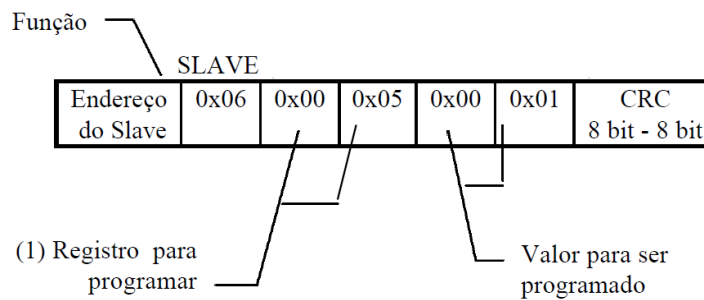 Função
SLAVE
Endereço do Slave
0x06
0x00
0x05
0x00
0x01
CRC
8 bit - 8 bit
(1) Registro para
programar
Valor para ser
programado